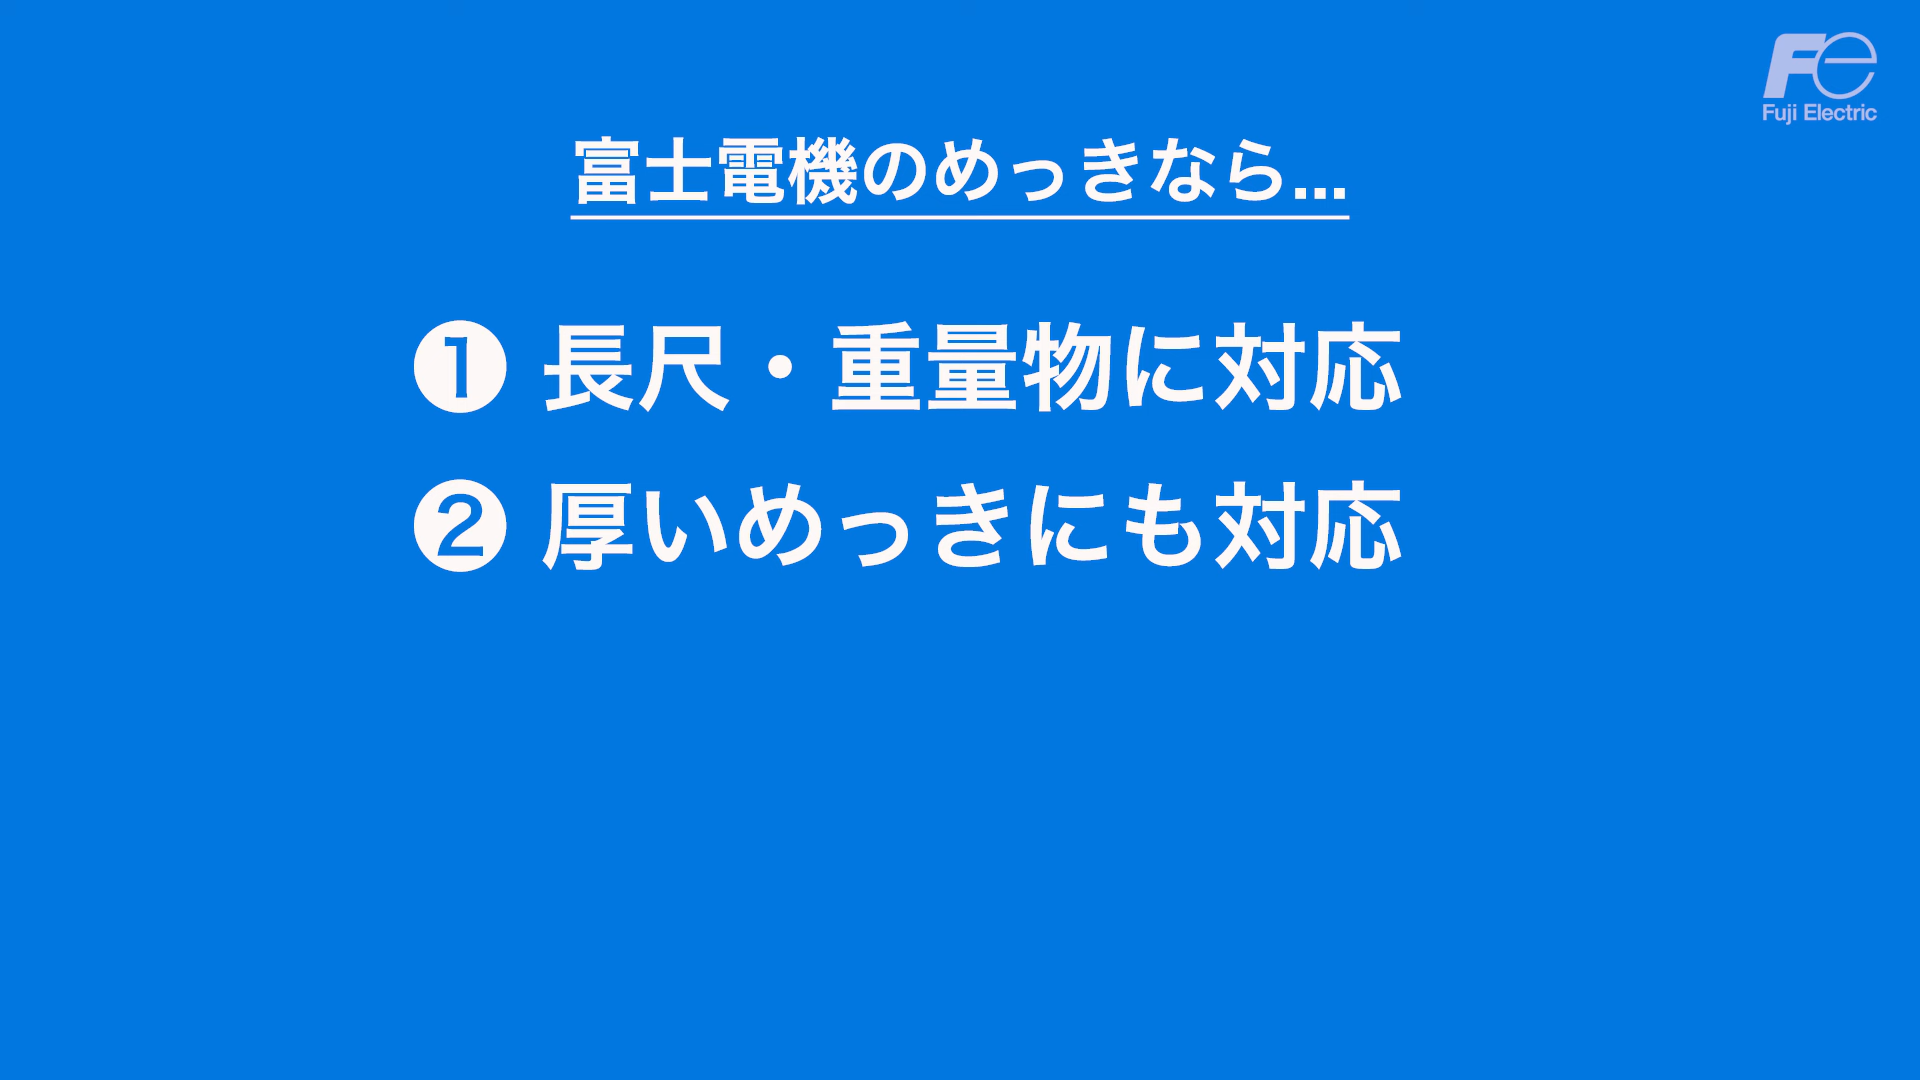 Fe
Fuji Electric
富士電機のめっきなら...
❶ 長尺・重量物に対応
❷ 厚いめっきにも対応